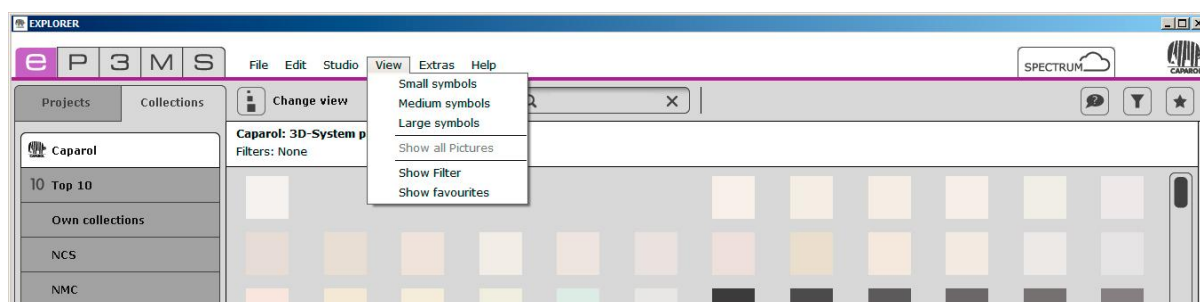 EXPLORER
e P 3 M S
File Edit Studio View Extras Help
SPECTRUM
CAPAROL
Projects Collections
Change view
Small symbols
Medium symbols
Large symbols
Show all Pictures
Show Filter
Show favourites
Caparol: 3D-System p
Filters: None
Caparol
10 Top 10
Own collections
NCS
NMC